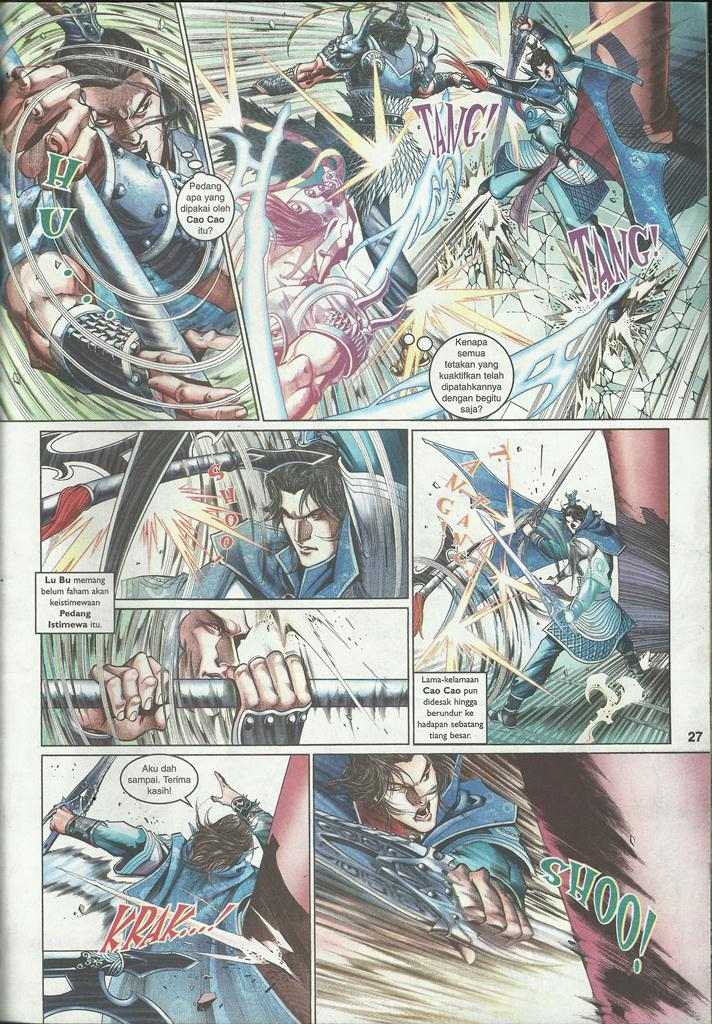 HU
Pedang
apa yang
dipakai oleh
Cao Cao
itu?
TANG!
TANG!
Kenapa
semua
tetakan yang
kuaktifkan telah
dipatahkannya
dengan begitu
saja?
SHOO
Lu Bu memang
belum faham akan
keistimewaan
Pedang
Istimewa itu.
TANG
TANG
Lama-kelamaan
Cao Cao pun
didesak hingga
berundur ke
hadapan sebatang
tiang besar.
27
Aku dah
sampai. Terima
kasih!
KRAK...!
SHOO!